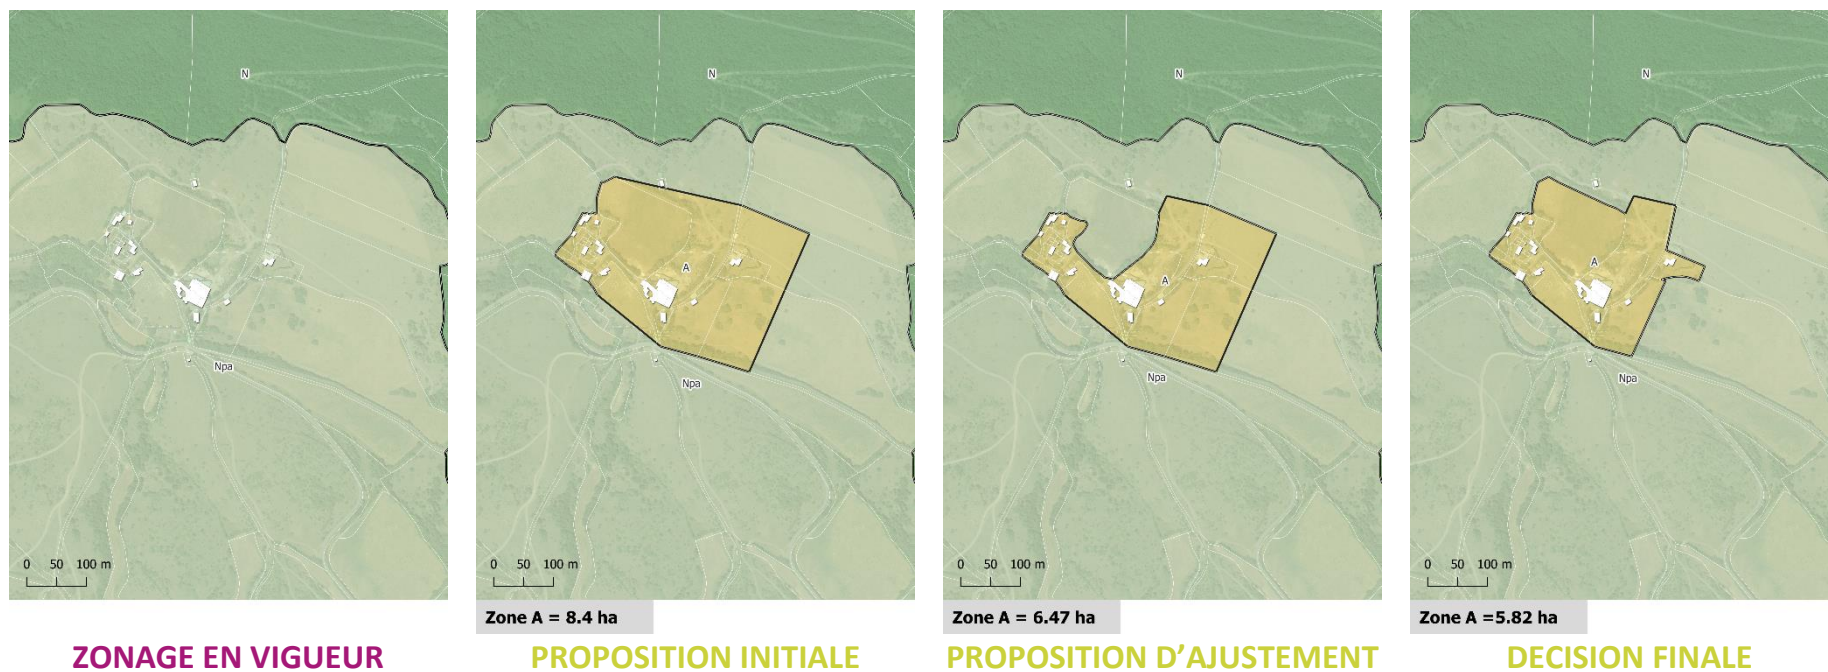 N
Npa
0 50 100 m
ZONAGE EN VIGUEUR
N
A
Npa
0 50 100 m
Zone A = 8.4 ha
PROPOSITION INITIALE
N
A
Npa
0 50 100 m
Zone A = 6.47 ha
PROPOSITION D’AJUSTEMENT
N
A
Npa
0 50 100 m
Zone A =5.82 ha
DECISION FINALE